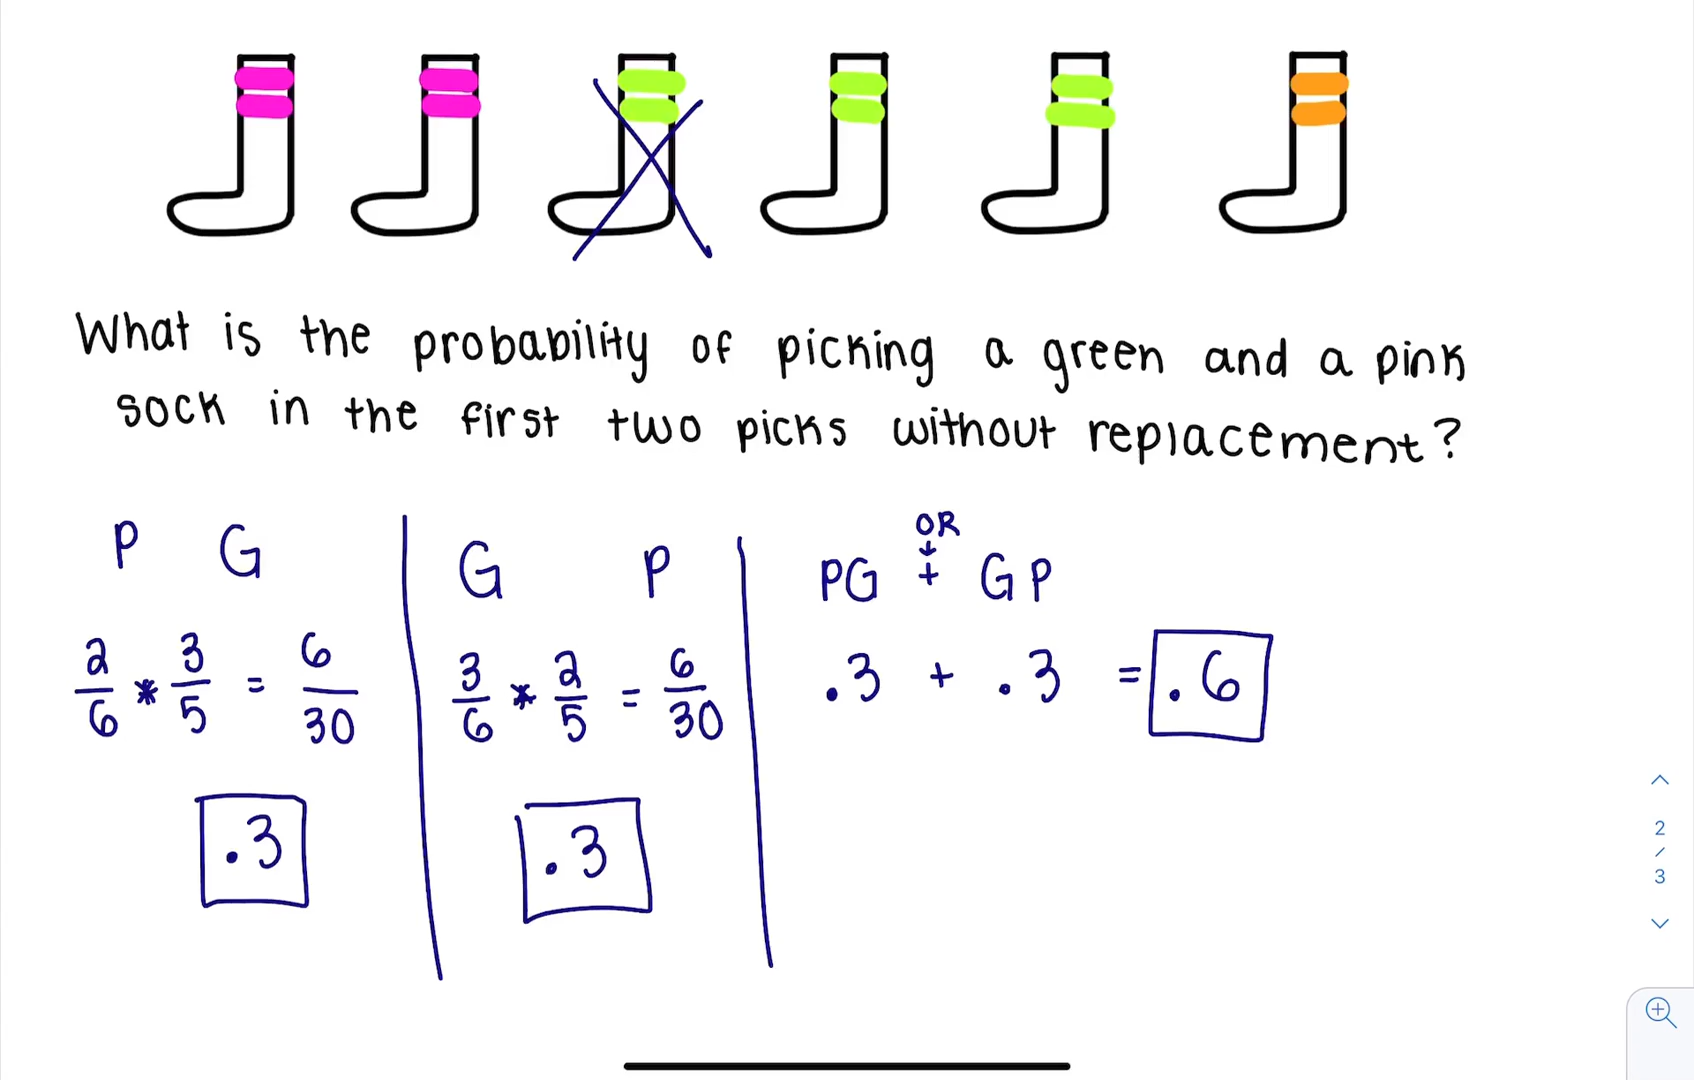 What is the probability of picking a green and a pink
sock in the first two picks without replacement?
P G
2/6 * 3/5 = 6/30
.3
G P
3/6 * 2/5 = 6/30
.3
OR
PG + GP
.3 + .3 = .6
2
/
3